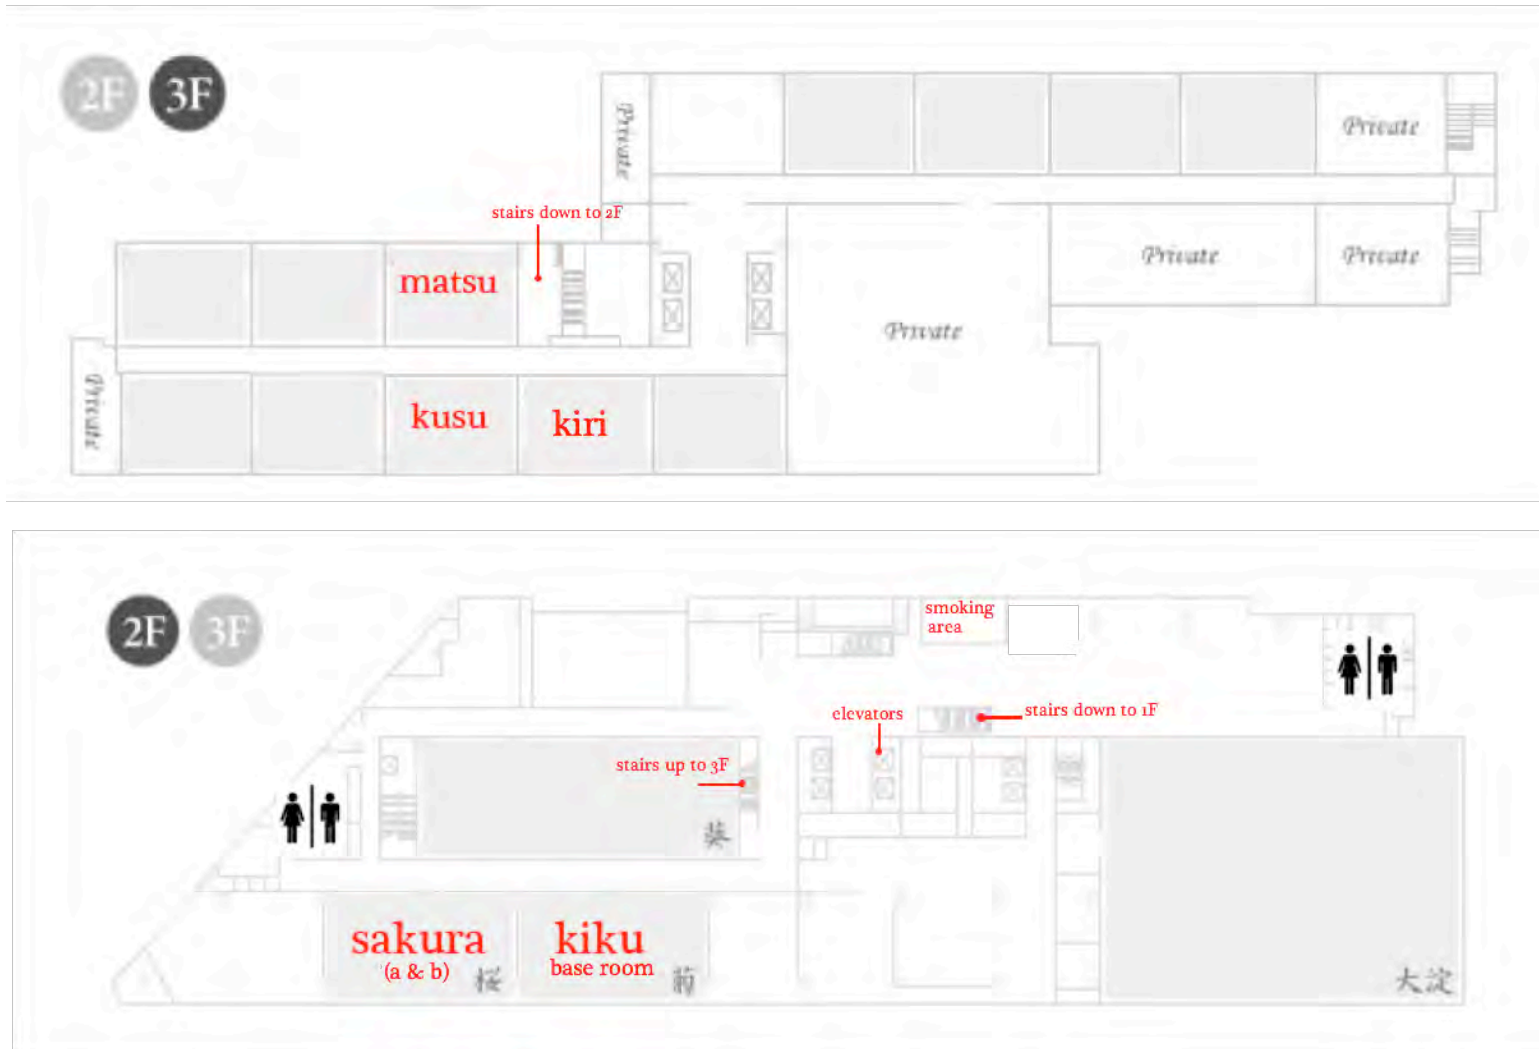 2F 3F
Private
Private
stairs down to 2F
matsu
Private
Private
Private
Private
kusu
kiri
2F 3F
smoking
area
elevators
stairs down to 1F
stairs up to 3F
葵
sakura
(a & b)
桜
kiku
base room
菊
大淀